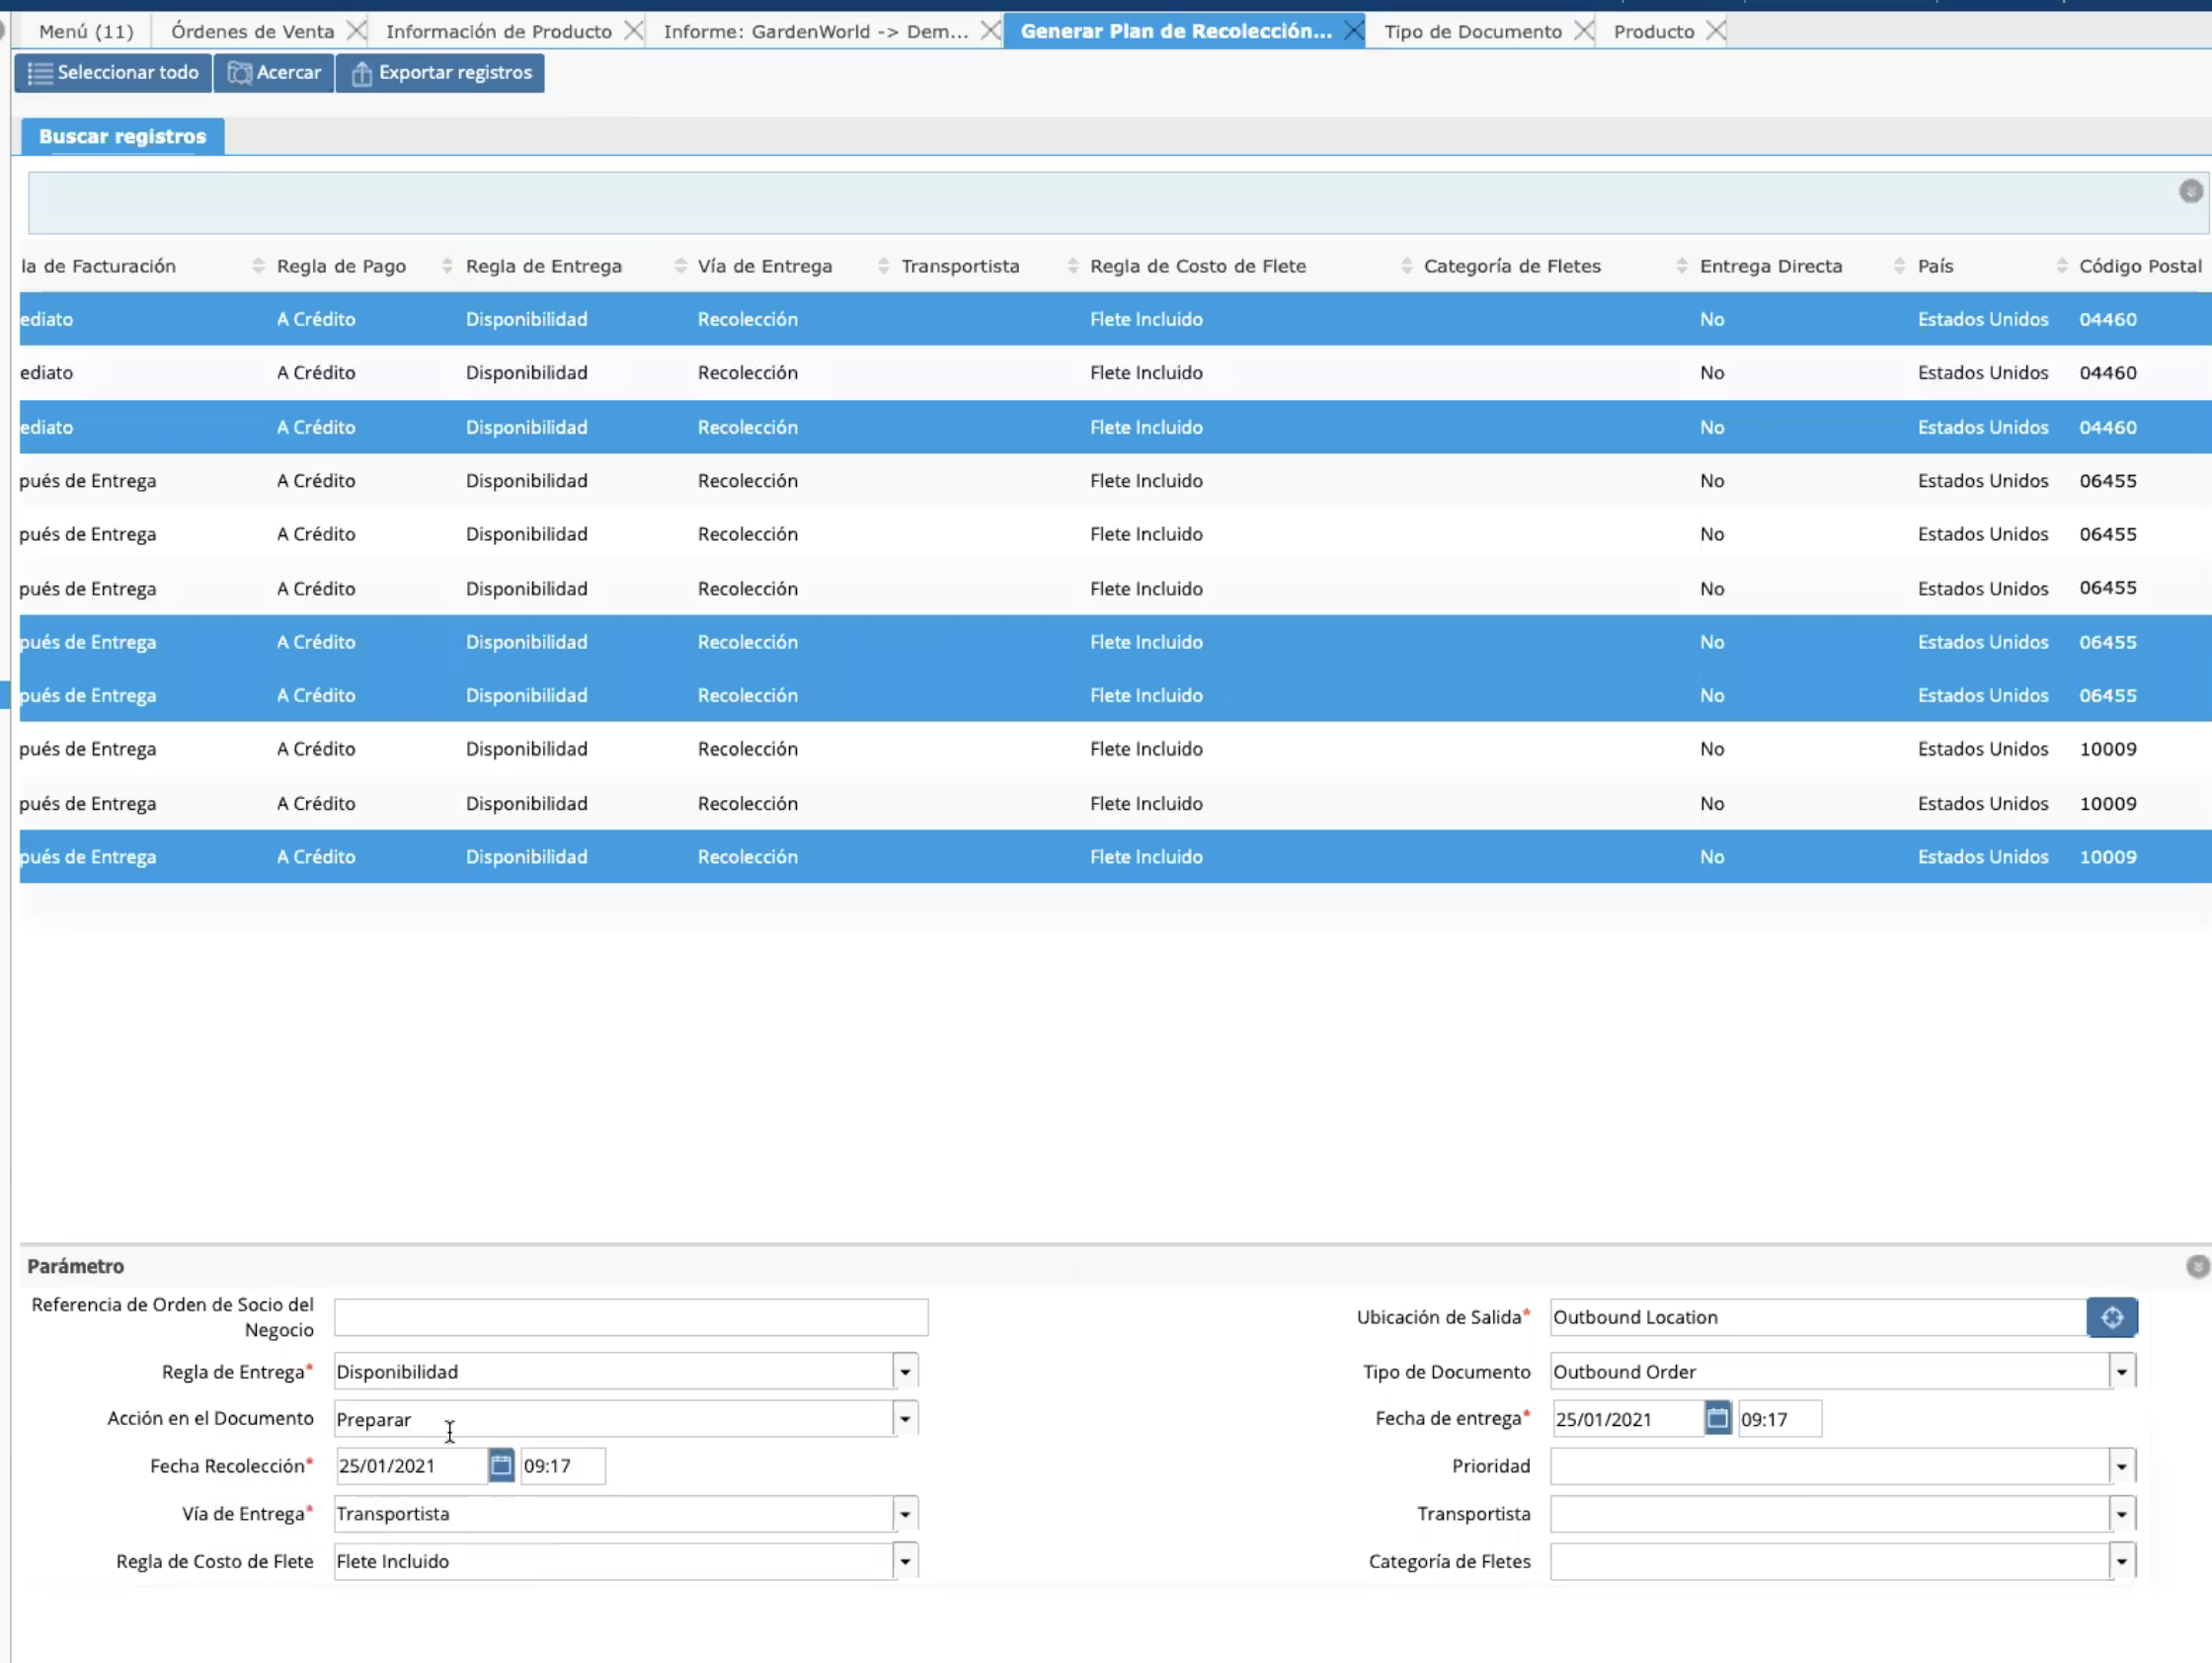 Menú (11) Órdenes de Venta Información de Producto Informe: GardenWorld -> Dem... Generar Plan de Recolección... Tipo de Documento Producto
Seleccionar todo Acercar Exportar registros
Buscar registros
la de Facturación Regla de Pago Regla de Entrega Vía de Entrega Transportista Regla de Costo de Flete Categoría de Fletes Entrega Directa País Código Postal
ediato A Crédito Disponibilidad Recolección Flete Incluido No Estados Unidos 04460
ediato A Crédito Disponibilidad Recolección Flete Incluido No Estados Unidos 04460
ediato A Crédito Disponibilidad Recolección Flete Incluido No Estados Unidos 04460
pués de Entrega A Crédito Disponibilidad Recolección Flete Incluido No Estados Unidos 06455
pués de Entrega A Crédito Disponibilidad Recolección Flete Incluido No Estados Unidos 06455
pués de Entrega A Crédito Disponibilidad Recolección Flete Incluido No Estados Unidos 06455
pués de Entrega A Crédito Disponibilidad Recolección Flete Incluido No Estados Unidos 06455
pués de Entrega A Crédito Disponibilidad Recolección Flete Incluido No Estados Unidos 06455
pués de Entrega A Crédito Disponibilidad Recolección Flete Incluido No Estados Unidos 10009
pués de Entrega A Crédito Disponibilidad Recolección Flete Incluido No Estados Unidos 10009
pués de Entrega A Crédito Disponibilidad Recolección Flete Incluido No Estados Unidos 10009
Parámetro
Referencia de Orden de Socio del
Negocio
Ubicación de Salida* Outbound Location
Regla de Entrega* Disponibilidad Tipo de Documento Outbound Order
Acción en el Documento Preparar Fecha de entrega* 25/01/2021 09:17
Fecha Recolección* 25/01/2021 09:17 Prioridad
Vía de Entrega* Transportista Transportista
Regla de Costo de Flete Flete Incluido Categoría de Fletes